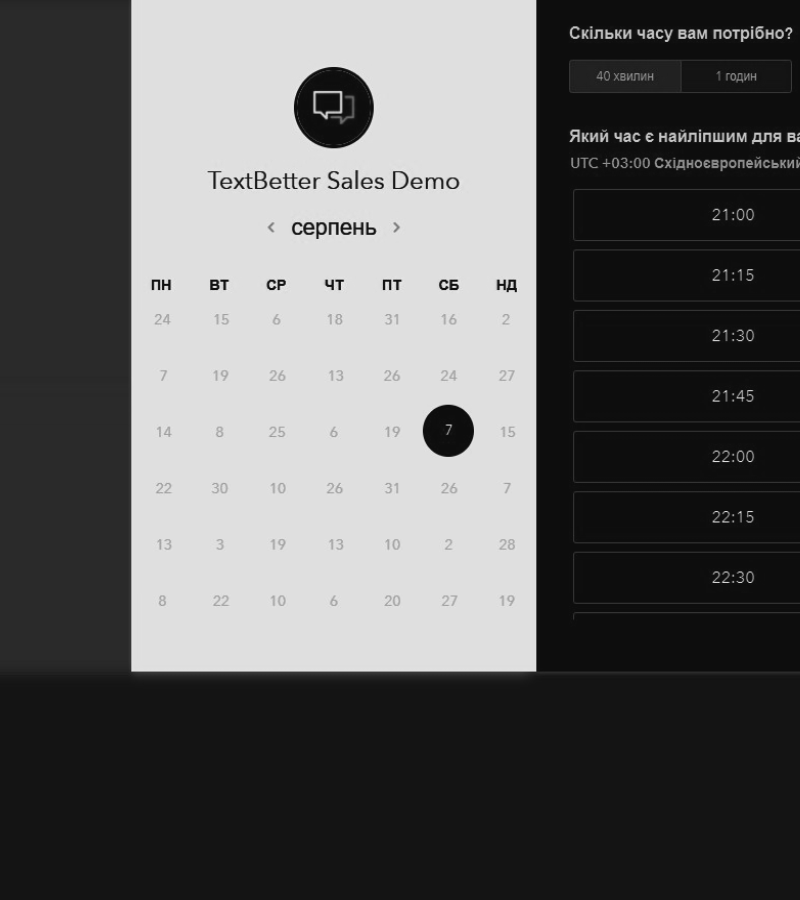 TextBetter Sales Demo
серпень
ПН ВТ СР ЧТ ПТ СБ НД
24 15 6 18 31 16 2
7 19 26 13 26 24 27
14 8 25 6 19 7 15
22 30 10 26 31 26 7
13 3 19 13 10 2 28
8 22 10 6 20 27 19
Скільки часу вам потрібно?
40 хвилин 1 годин
Який час є найліпшим для ва
UTC +03:00 Східноєвропейський
21:00
21:15
21:30
21:45
22:00
22:15
22:30